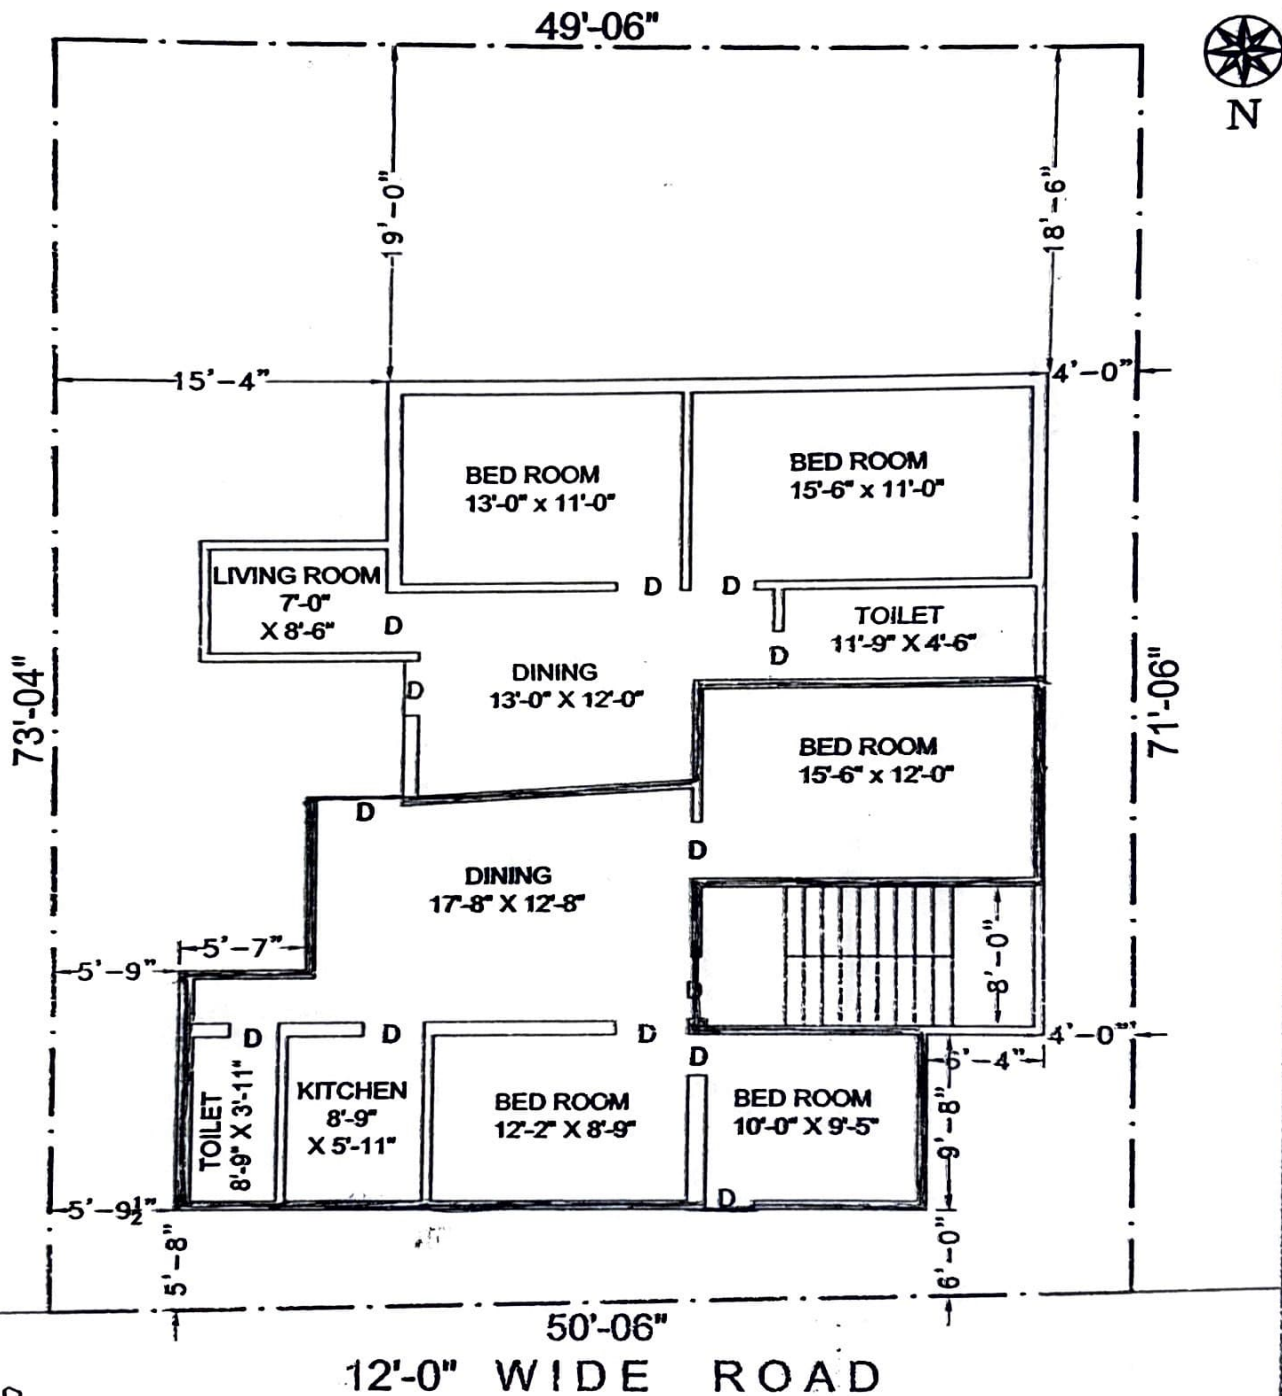 49'-06"
N
19'-0"
18'-6"
15'-4"
4'-0"
BED ROOM
13'-0" x 11'-0"
BED ROOM
15'-6" x 11'-0"
LIVING ROOM
7'-0"
X 8'-6"
D
D
D
TOILET
11'-9" X 4'-6"
D
DINING
13'-0" X 12'-0"
D
73'-04"
71'-06"
BED ROOM
15'-6" x 12'-0"
D
D
DINING
17'-8" X 12'-8"
5'-7"
5'-9"
8'-0"
D
D
D
D
D
4'-0"
6'-4"
TOILET
8'-9" X 3'-11"
KITCHEN
8'-9"
X 5'-11"
BED ROOM
12'-2" X 8'-9"
BED ROOM
10'-0" X 9'-5"
9'-8"
D
5'-9½"
5'-8"
6'-0"
50'-06"
12'-0" WIDE ROAD